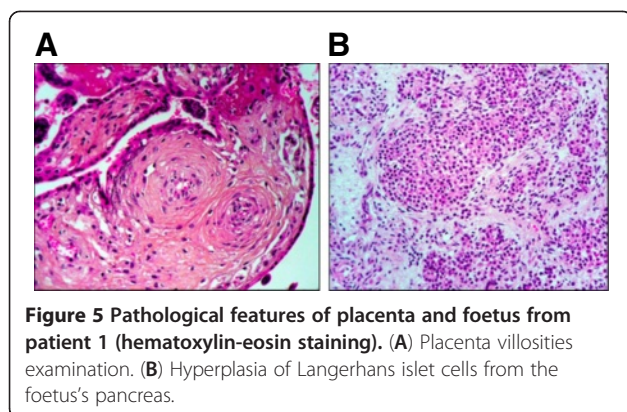 A B
Figure 5 Pathological features of placenta and foetus from
patient 1 (hematoxylin-eosin staining). (A) Placenta villosities
examination. (B) Hyperplasia of Langerhans islet cells from the
foetus's pancreas.